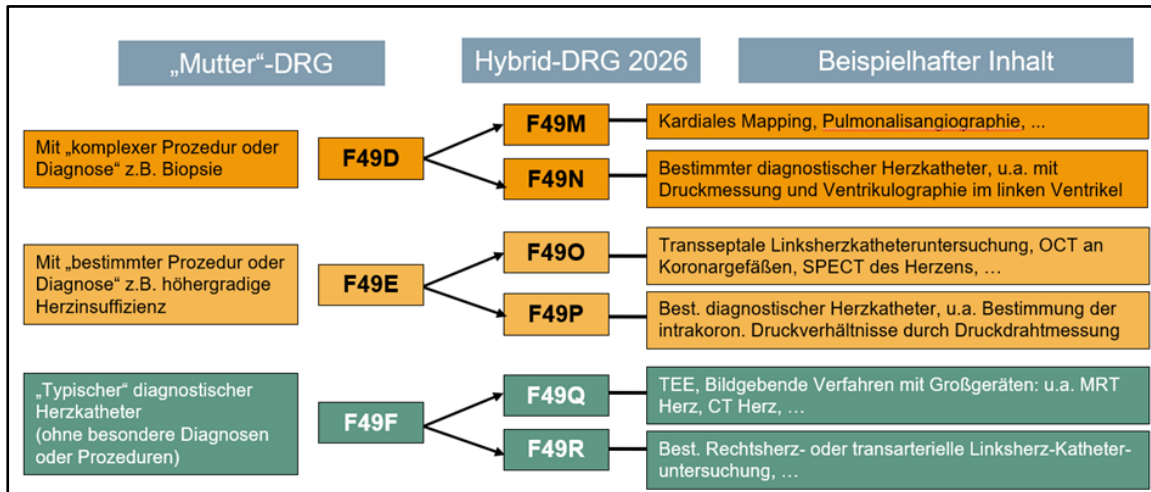 „Mutter“-DRG
Hybrid-DRG 2026
Beispielhafter Inhalt
Mit „komplexer Prozedur oder
Diagnose“ z.B. Biopsie
F49D
F49M
Kardiales Mapping, Pulmonalisangiographie, ...
F49N
Bestimmter diagnostischer Herzkatheter, u.a. mit
Druckmessung und Ventrikulographie im linken Ventrikel
Mit „bestimmter Prozedur oder
Diagnose“ z.B. höhergradige
Herzinsuffizienz
F49E
F49O
Transseptale Linksherzkatheteruntersuchung, OCT an
Koronargefäßen, SPECT des Herzens, …
F49P
Best. diagnostischer Herzkatheter, u.a. Bestimmung der
intrakoron. Druckverhältnisse durch Druckdrahtmessung
„Typischer“ diagnostischer
Herzkatheter
(ohne besondere Diagnosen
oder Prozeduren)
F49F
F49Q
TEE, Bildgebende Verfahren mit Großgeräten: u.a. MRT
Herz, CT Herz, …
F49R
Best. Rechtsherz- oder transarterielle Linksherz-Katheter-
untersuchung, …